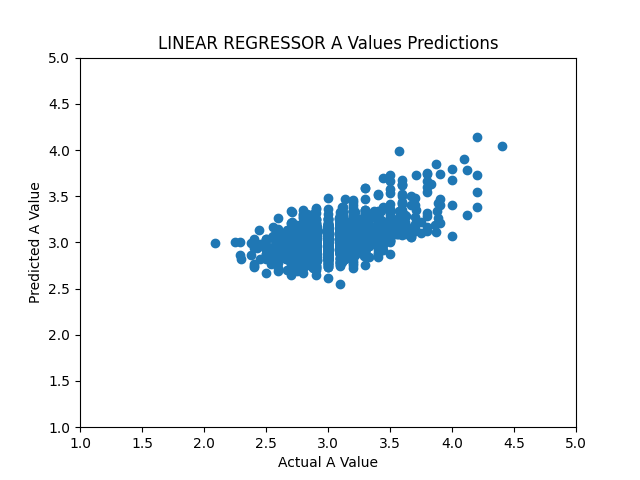 LINEAR REGRESSOR A Values Predictions
5.0
4.5
4.0
3.5
3.0
2.5
2.0
1.5
1.0
Predicted A Value
1.0 1.5 2.0 2.5 3.0 3.5 4.0 4.5 5.0
Actual A Value